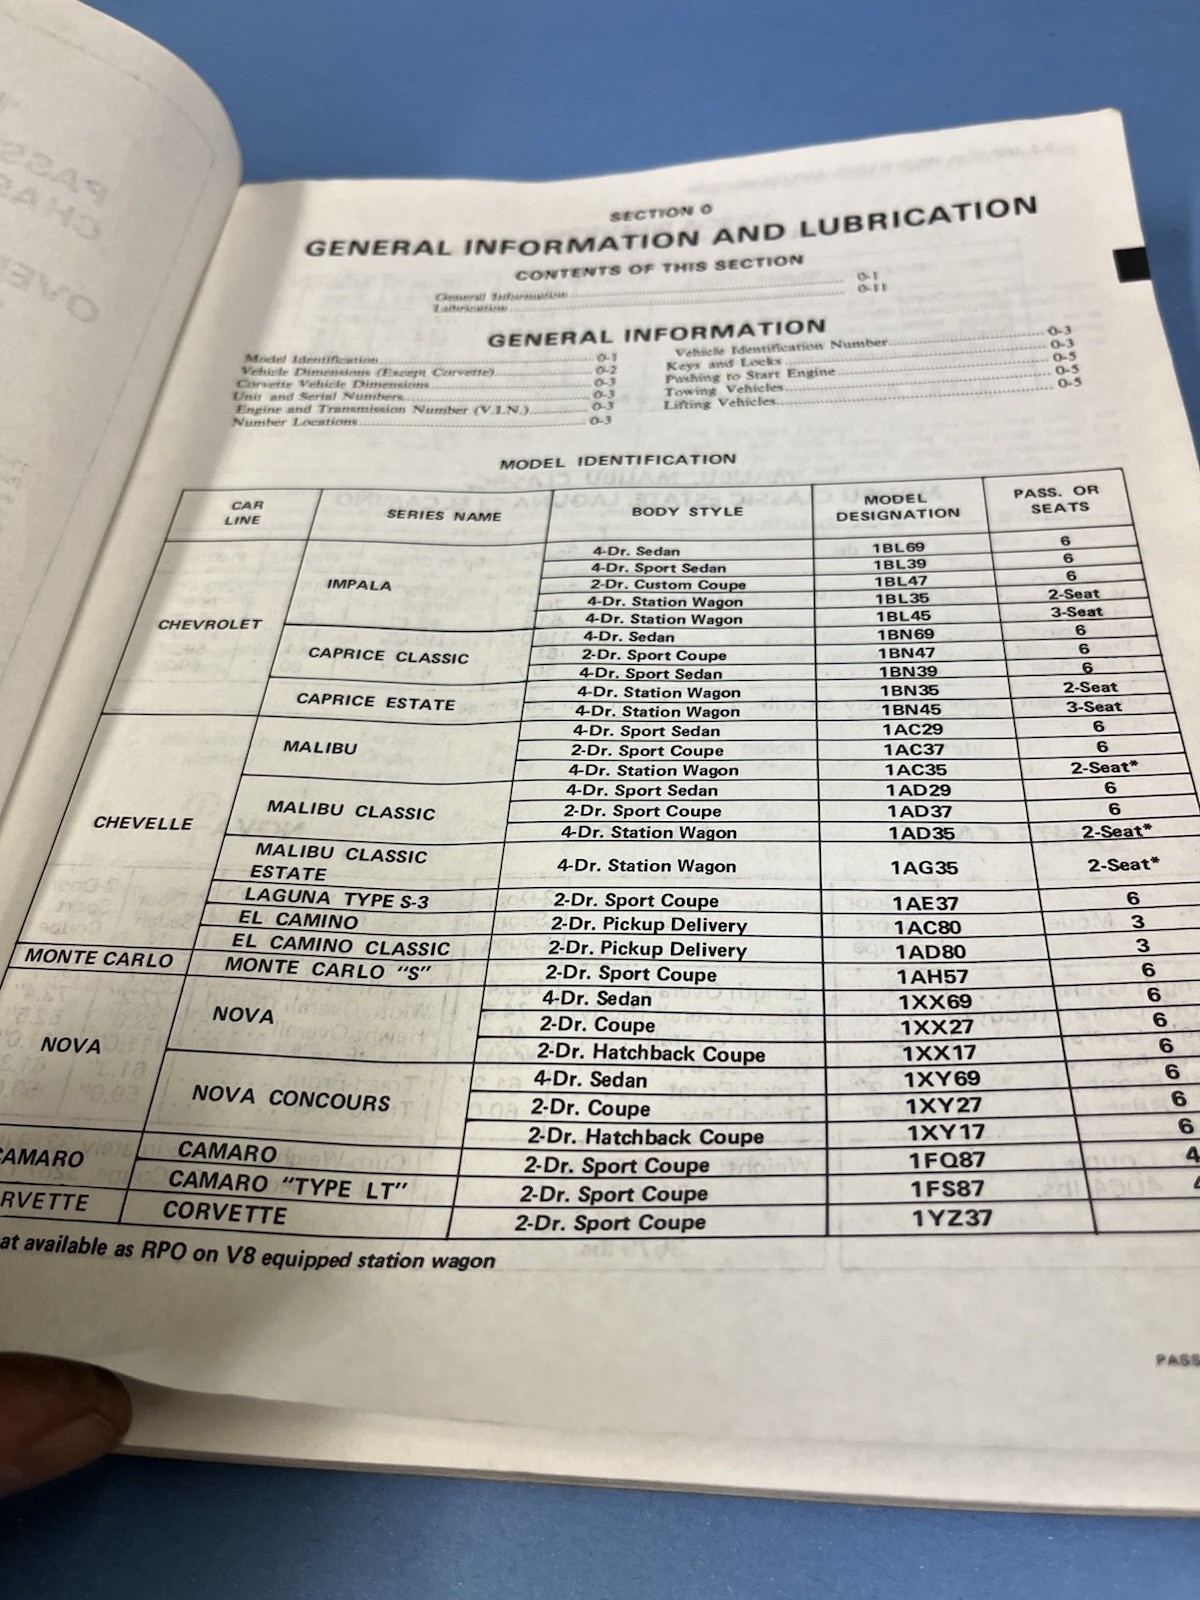 SECTION 0
GENERAL INFORMATION AND LUBRICATION
CONTENTS OF THIS SECTION
General Information 0-1
Lubrication 0-11
GENERAL INFORMATION
Model Identification 0-1
Vehicle Dimensions (Except Corvette) 0-2
Corvette Vehicle Dimensions 0-3
Unit and Serial Numbers 0-3
Engine and Transmission Number (V.I.N.) 0-3
Number Locations 0-3
Vehicle Identification Number 0-3
Keys and Locks 0-3
Pushing to Start Engine 0-5
Towing Vehicles 0-5
Lifting Vehicles 0-5
MODEL IDENTIFICATION
CAR LINE SERIES NAME BODY STYLE MODEL DESIGNATION PASS. OR SEATS
CHEVROLET IMPALA 4-Dr. Sedan 1BL69 6
4-Dr. Sport Sedan 1BL39 6
2-Dr. Custom Coupe 1BL47 6
4-Dr. Station Wagon 1BL35 2-Seat
4-Dr. Station Wagon 1BL45 3-Seat
CAPRICE CLASSIC 4-Dr. Sedan 1BN69 6
2-Dr. Sport Coupe 1BN47 6
4-Dr. Sport Sedan 1BN39 6
CAPRICE ESTATE 4-Dr. Station Wagon 1BN35 2-Seat
4-Dr. Station Wagon 1BN45 3-Seat
CHEVELLE MALIBU 4-Dr. Sport Sedan 1AC29 6
2-Dr. Sport Coupe 1AC37 6
4-Dr. Station Wagon 1AC35 2-Seat*
MALIBU CLASSIC 4-Dr. Sport Sedan 1AD29 6
2-Dr. Sport Coupe 1AD37 6
4-Dr. Station Wagon 1AD35 2-Seat*
MALIBU CLASSIC ESTATE 4-Dr. Station Wagon 1AG35 2-Seat*
LAGUNA TYPE S-3 2-Dr. Sport Coupe 1AE37 6
EL CAMINO 2-Dr. Pickup Delivery 1AC80 3
EL CAMINO CLASSIC 2-Dr. Pickup Delivery 1AD80 3
MONTE CARLO MONTE CARLO "S" 2-Dr. Sport Coupe 1AH57 6
NOVA NOVA 4-Dr. Sedan 1XX69 6
2-Dr. Coupe 1XX27 6
2-Dr. Hatchback Coupe 1XX17 6
NOVA CONCOURS 4-Dr. Sedan 1XY69 6
2-Dr. Coupe 1XY27 6
2-Dr. Hatchback Coupe 1XY17 6
AMARO CAMARO 2-Dr. Sport Coupe 1FQ87 4
CAMARO "TYPE LT" 2-Dr. Sport Coupe 1FS87 4
RVETTE CORVETTE 2-Dr. Sport Coupe 1YZ37
at available as RPO on V8 equipped station wagon
PASS